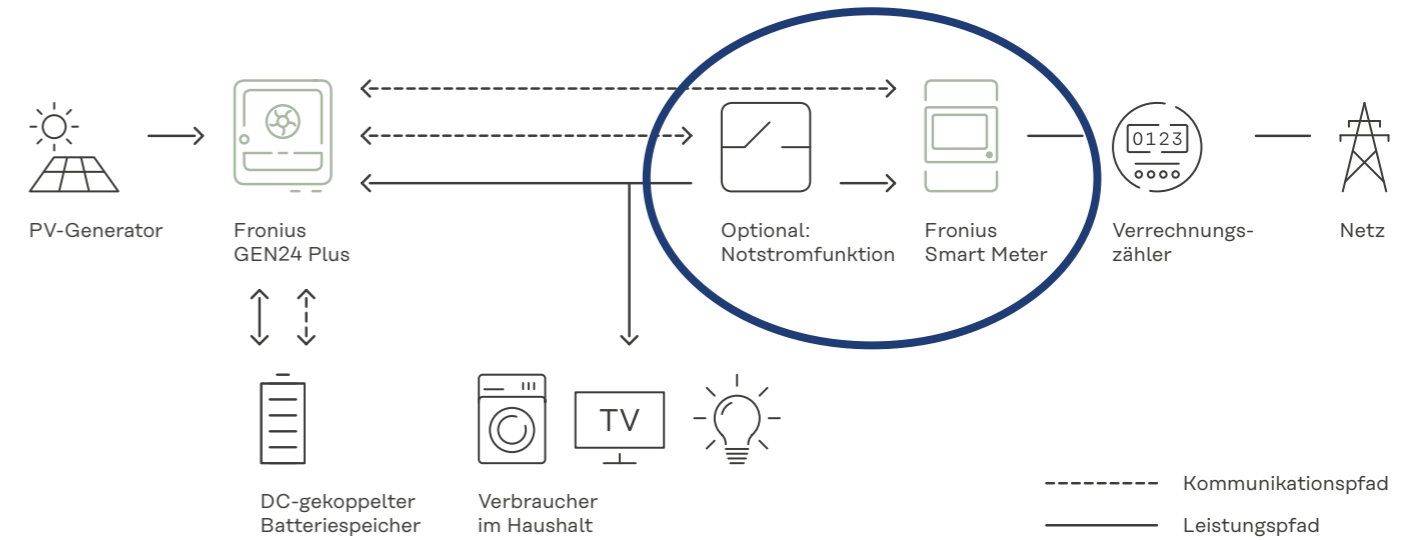 0123
PV-Generator
Fronius
GEN24 Plus
Optional:
Notstromfunktion
Fronius
Smart Meter
Verrechnungs-
zähler
Netz
TV
DC-gekoppelter
Batteriespeicher
Verbraucher
im Haushalt
Kommunikationspfad
Leistungspfad